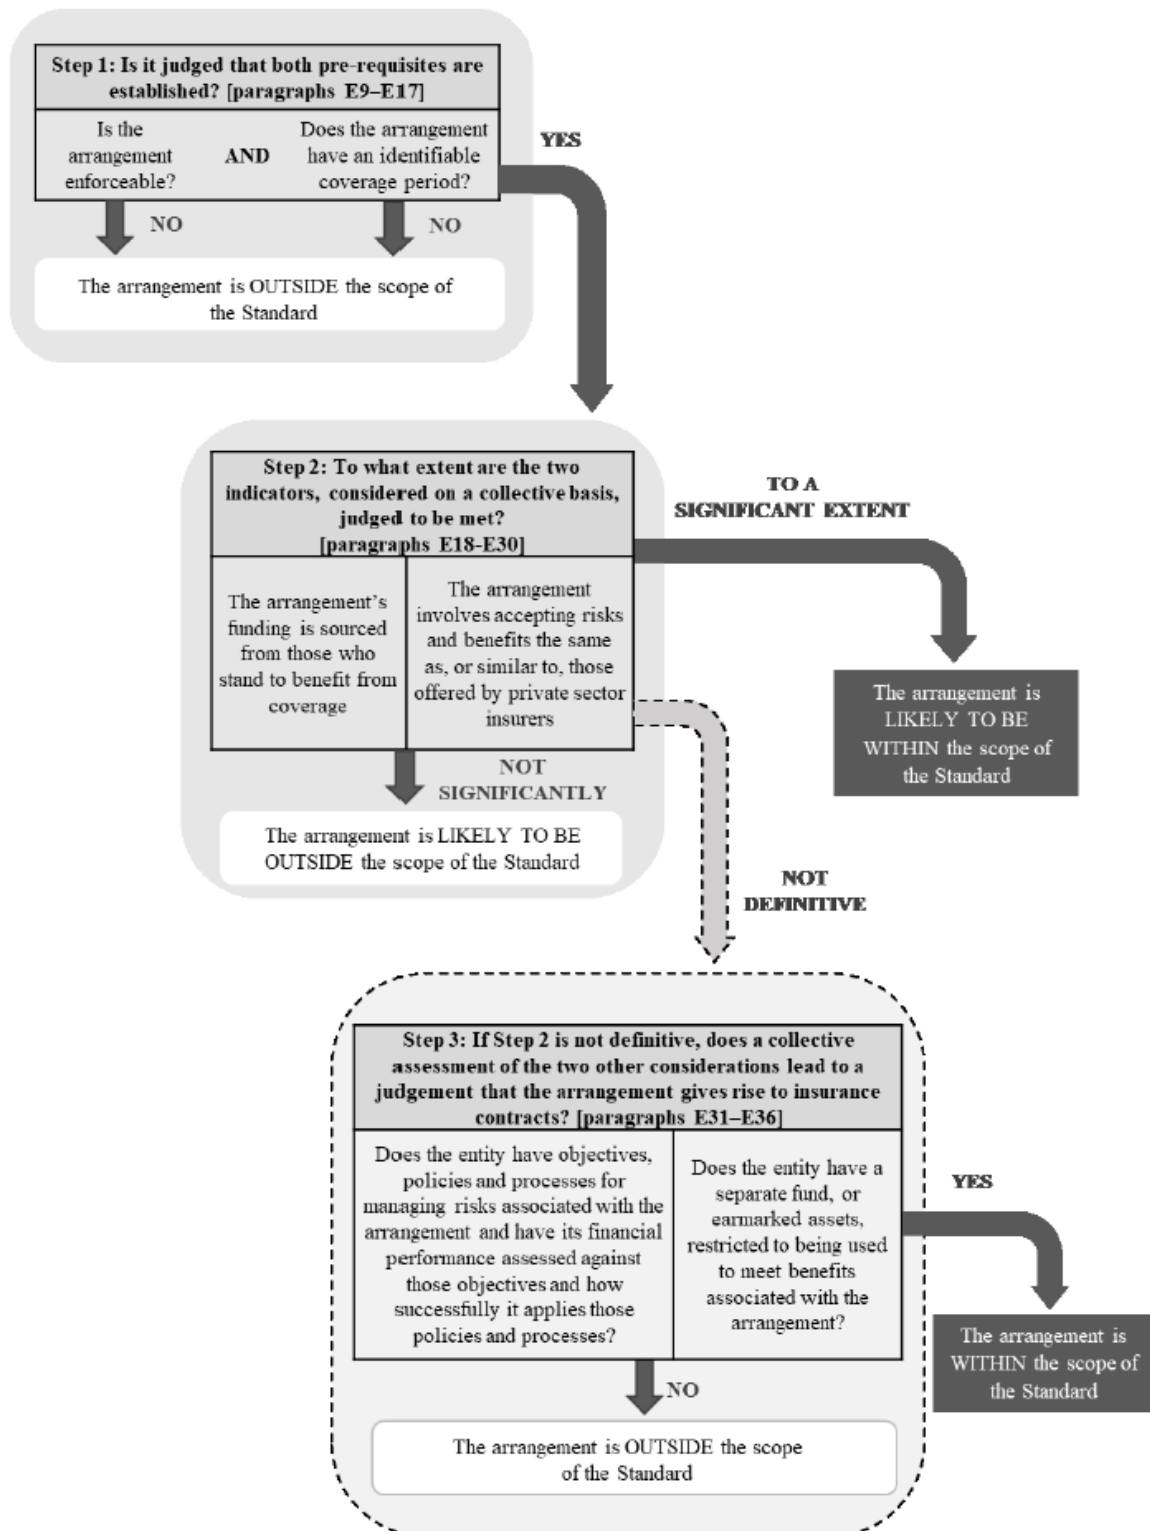 Step 1: Is it judged that both pre-requisites are
established? [paragraphs E9–E17]
Is the
arrangement
enforceable?
AND
Does the arrangement
have an identifiable
coverage period?
YES
NO
NO
The arrangement is OUTSIDE the scope of
the Standard
Step 2: To what extent are the two
indicators, considered on a collective basis,
judged to be met?
[paragraphs E18-E30]
TO A
SIGNIFICANT EXTENT
The arrangement’s
funding is sourced
from those who
stand to benefit from
coverage
The arrangement
involves accepting risks
and benefits the same
as, or similar to, those
offered by private sector
insurers
The arrangement is
LIKELY TO BE
WITHIN the scope of
the Standard
NOT
SIGNIFICANTLY
The arrangement is LIKELY TO BE
OUTSIDE the scope of the Standard
NOT
DEFINITIVE
Step 3: If Step 2 is not definitive, does a collective
assessment of the two other considerations lead to a
judgement that the arrangement gives rise to insurance
contracts? [paragraphs E31–E36]
Does the entity have objectives,
policies and processes for
managing risks associated with the
arrangement and have its financial
performance assessed against
those objectives and how
successfully it applies those
policies and processes?
Does the entity have a
separate fund, or
earmarked assets,
restricted to being used
to meet benefits
associated with the
arrangement?
YES
The arrangement is
WITHIN the scope of
the Standard
NO
The arrangement is OUTSIDE the scope
of the Standard